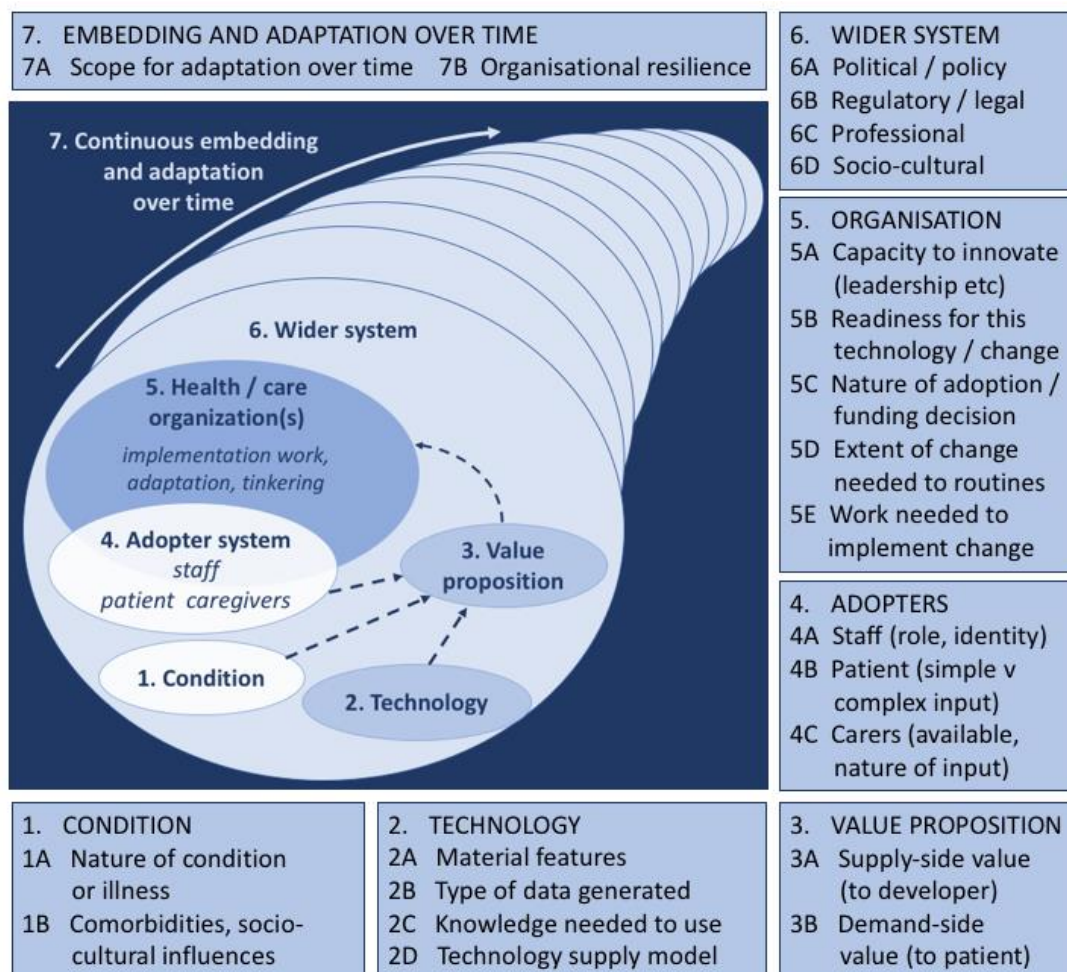 7. EMBEDDING AND ADAPTATION OVER TIME
7A Scope for adaptation over time 7B Organisational resilience
7. Continuous embedding
and adaptation
over time
6. Wider system
5. Health / care
organization(s)
implementation work,
adaptation, tinkering
4. Adopter system
staff
patient caregivers
3. Value
proposition
1. Condition
2. Technology
6. WIDER SYSTEM
6A Political / policy
6B Regulatory / legal
6C Professional
6D Socio-cultural
5. ORGANISATION
5A Capacity to innovate
(leadership etc)
5B Readiness for this
technology / change
5C Nature of adoption /
funding decision
5D Extent of change
needed to routines
5E Work needed to
implement change
4. ADOPTERS
4A Staff (role, identity)
4B Patient (simple v
complex input)
4C Carers (available,
nature of input)
1. CONDITION
1A Nature of condition
or illness
1B Comorbidities, socio-
cultural influences
2. TECHNOLOGY
2A Material features
2B Type of data generated
2C Knowledge needed to use
2D Technology supply model
3. VALUE PROPOSITION
3A Supply-side value
(to developer)
3B Demand-side
value (to patient)